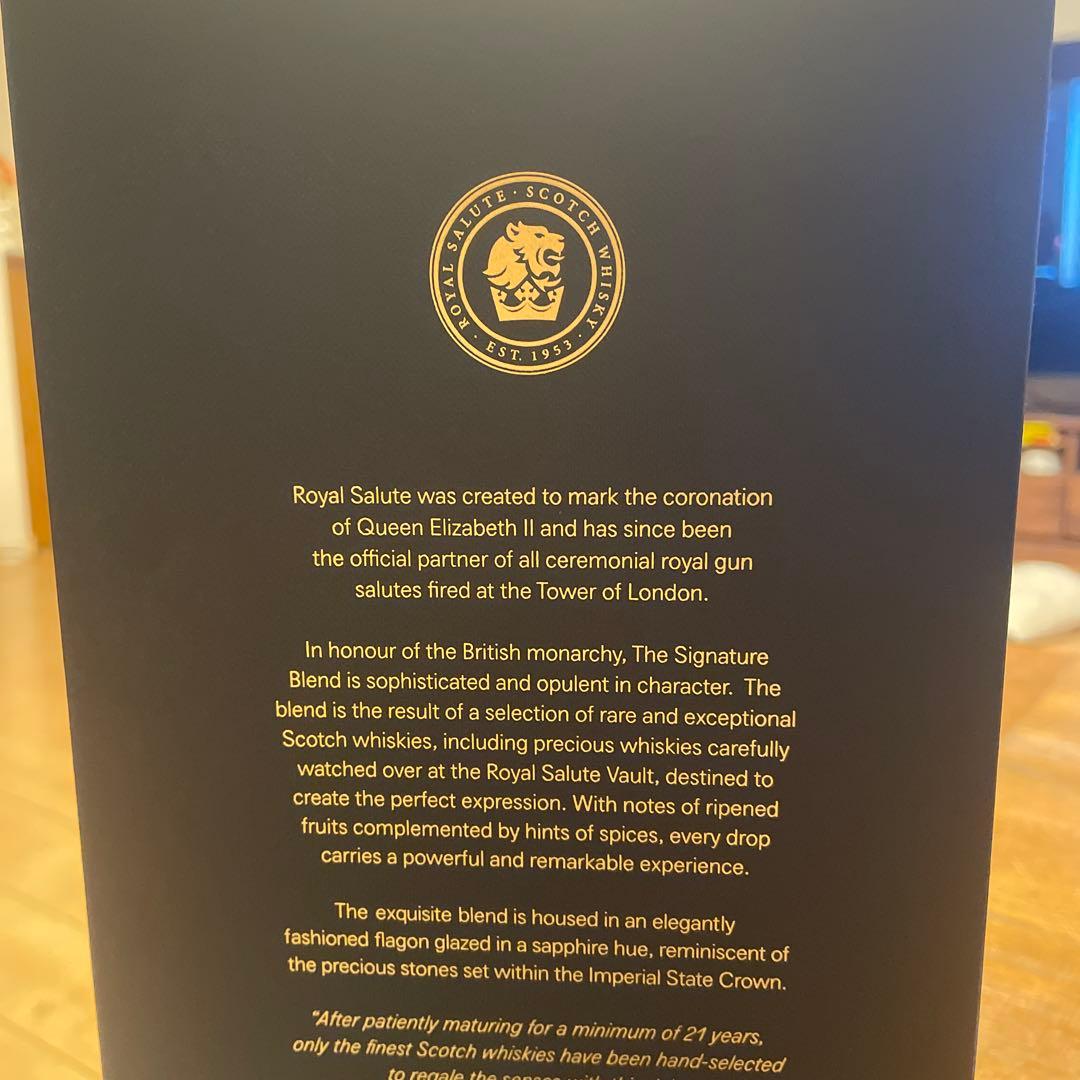 ROYAL SALUTE · SCOTCH WHISKY
· EST. 1953 ·
Royal Salute was created to mark the coronation
of Queen Elizabeth II and has since been
the official partner of all ceremonial royal gun
salutes fired at the Tower of London.
In honour of the British monarchy, The Signature
Blend is sophisticated and opulent in character. The
blend is the result of a selection of rare and exceptional
Scotch whiskies, including precious whiskies carefully
watched over at the Royal Salute Vault, destined to
create the perfect expression. With notes of ripened
fruits complemented by hints of spices, every drop
carries a powerful and remarkable experience.
The exquisite blend is housed in an elegantly
fashioned flagon glazed in a sapphire hue, reminiscent of
the precious stones set within the Imperial State Crown.
“After patiently maturing for a minimum of 21 years,
only the finest Scotch whiskies have been hand-selected
to regale the senses with this